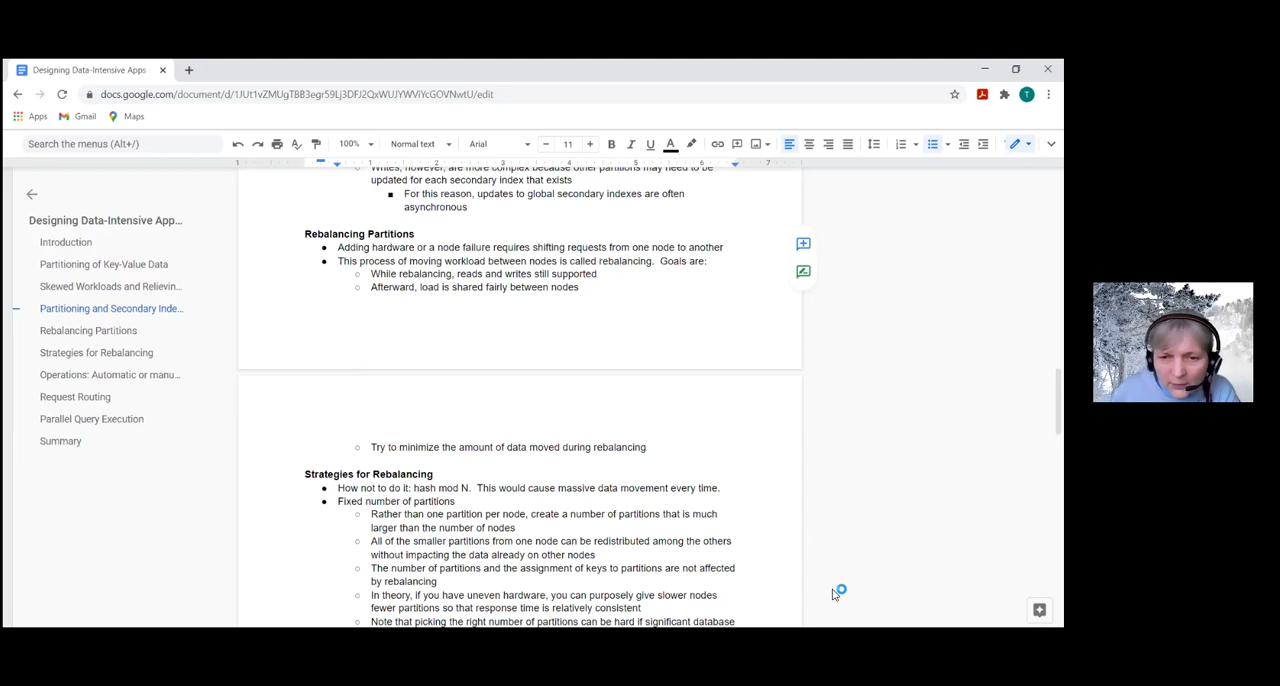 Designing Data-Intensive Apps
docs.google.com/document/d/1JUt1vZMUgTBB3egr59Lj3DFJ2QxWUJYWViYcGOVNwtU/edit
T
Apps
Gmail
Maps
Search the menus (Alt+/)
100%
Normal text
Arial
11
B
I
U
A
1
1
2
3
4
5
6
7
Designing Data-Intensive App...
Introduction
Partitioning of Key-Value Data
Skewed Workloads and Relievin...
Partitioning and Secondary Inde...
Rebalancing Partitions
Strategies for Rebalancing
Operations: Automatic or manu...
Request Routing
Parallel Query Execution
Summary
Writes, however, are more complex because other partitions may need to be
updated for each secondary index that exists
For this reason, updates to global secondary indexes are often
asynchronous
Rebalancing Partitions
Adding hardware or a node failure requires shifting requests from one node to another
This process of moving workload between nodes is called rebalancing. Goals are:
While rebalancing, reads and writes still supported
Afterward, load is shared fairly between nodes
Try to minimize the amount of data moved during rebalancing
Strategies for Rebalancing
How not to do it: hash mod N. This would cause massive data movement every time.
Fixed number of partitions
Rather than one partition per node, create a number of partitions that is much
larger than the number of nodes
All of the smaller partitions from one node can be redistributed among the others
without impacting the data already on other nodes
The number of partitions and the assignment of keys to partitions are not affected
by rebalancing
In theory, if you have uneven hardware, you can purposely give slower nodes
fewer partitions so that response time is relatively consistent
Note that picking the right number of partitions can be hard if significant database